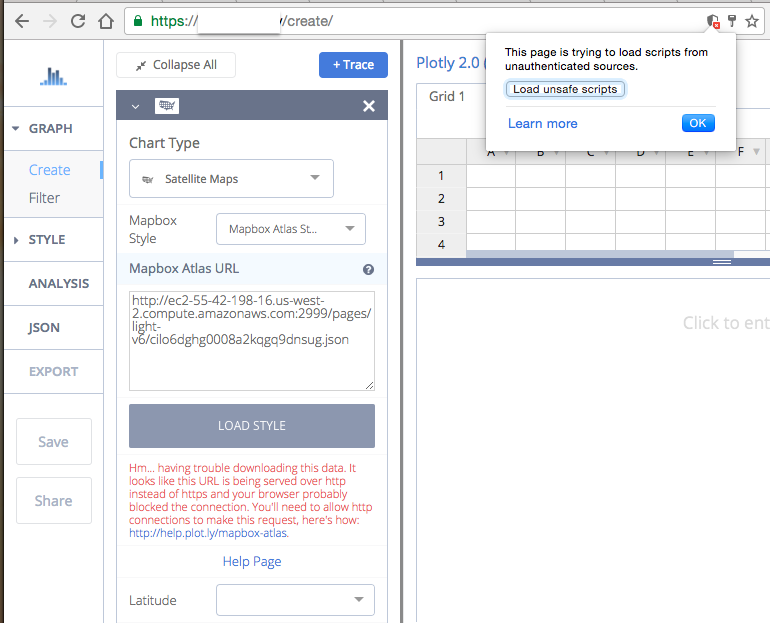 https://
/create/
This page is trying to load scripts from
unauthenticated sources.
Load unsafe scripts
Learn more
OK
Collapse All
+ Trace
Plotly 2.0 (
Grid 1
GRAPH
Create
Filter
STYLE
ANALYSIS
JSON
EXPORT
Save
Share
Chart Type
Satellite Maps
Mapbox
Style
Mapbox Atlas St...
Mapbox Atlas URL
?
http://ec2-55-42-198-16.us-west-
2.compute.amazonaws.com:2999/pages/
light-
v6/cilo6dghg0008a2kqgq9dnsug.json
LOAD STYLE
Hm... having trouble downloading this data. It
looks like this URL is being served over http
instead of https and your browser probably
blocked the connection. You'll need to allow http
connections to make this request, here's how:
http://help.plot.ly/mapbox-atlas.
Help Page
Latitude
A B C D E F
1
2
3
4
Click to ent